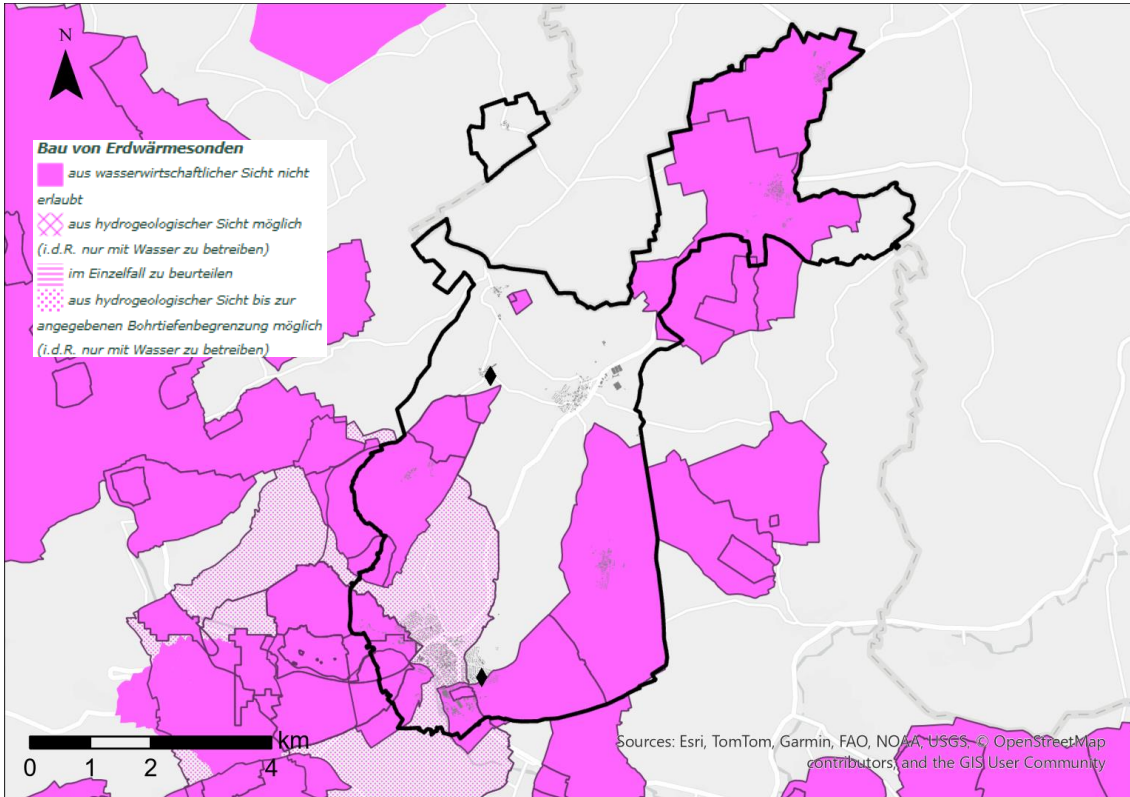 N
Bau von Erdwärmesonden
aus wasserwirtschaftlicher Sicht nicht
erlaubt
aus hydrogeologischer Sicht möglich
(i.d.R. nur mit Wasser zu betreiben)
im Einzelfall zu beurteilen
aus hydrogeologischer Sicht bis zur
angegebenen Bohrtiefenbegrenzung möglich
(i.d.R. nur mit Wasser zu betreiben)
km
0 1 2 4
Sources: Esri, TomTom, Garmin, FAO, NOAA, USGS, © OpenStreetMap
contributors, and the GIS User Community